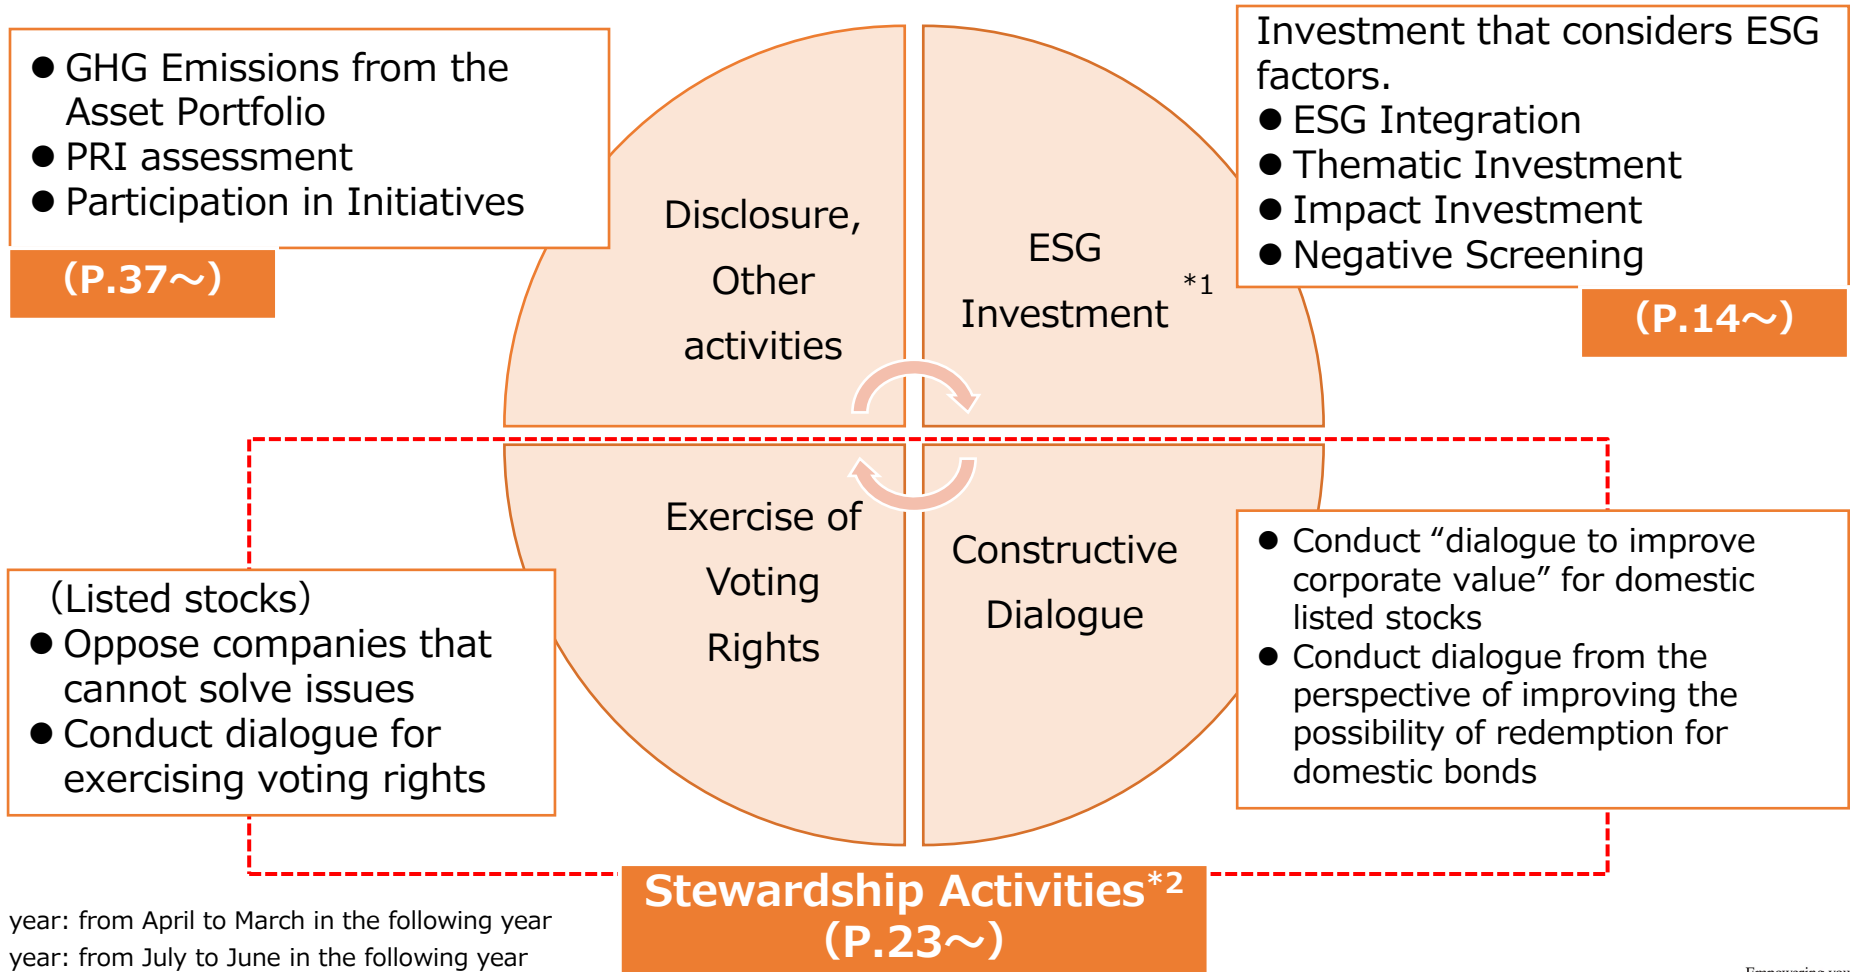 ● GHG Emissions from the
Asset Portfolio
● PRI assessment
● Participation in Initiatives
（P.37～）
Investment that considers ESG
factors.
● ESG Integration
● Thematic Investment
● Impact Investment
● Negative Screening
（P.14～）
Disclosure,
Other
activities
ESG
Investment *1
Exercise of
Voting
Rights
Constructive
Dialogue
（Listed stocks）
● Oppose companies that
cannot solve issues
● Conduct dialogue for
exercising voting rights
● Conduct “dialogue to improve
corporate value” for domestic
listed stocks
● Conduct dialogue from the
perspective of improving the
possibility of redemption for
domestic bonds
Stewardship Activities*2
（P.23～）
year: from April to March in the following year
year: from July to June in the following year